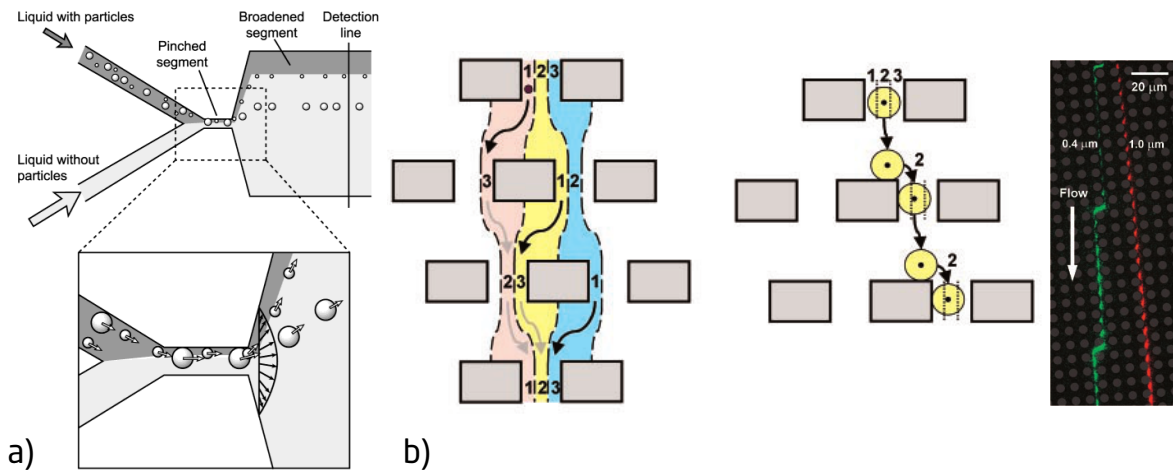 Liquid with particles
Broadened
segment
Detection
line
Pinched
segment
Liquid without
particles
a)
1 2 3
3 1 2
2 3 1
1 2 3
b)
1 2 3
2
2
20 μm
0.4 μm
1.0 μm
Flow